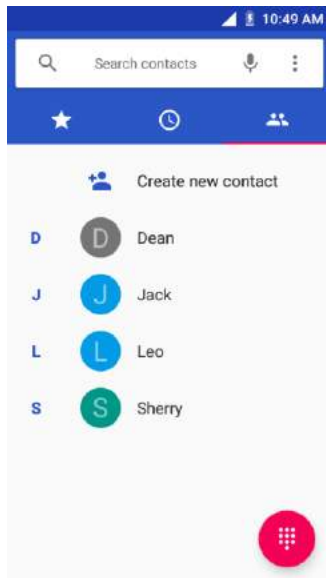 10:49 AM
Search contacts
Create new contact
D D Dean
J J Jack
L L Leo
S S Sherry